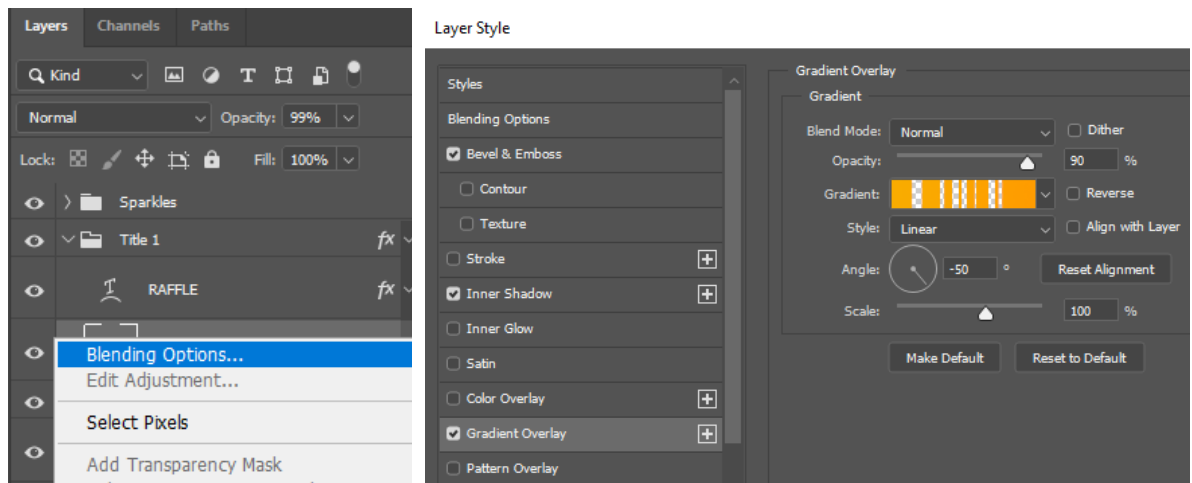 Layers Channels Paths
Kind T
Normal Opacity: 99%
Lock: Fill: 100%
Sparkles
Title 1 fx
T RAFFLE fx
Blending Options...
Edit Adjustment...
Select Pixels
Add Transparency Mask
Layer Style
Styles
Blending Options
Bevel & Emboss
Contour
Texture
Stroke
Inner Shadow
Inner Glow
Satin
Color Overlay
Gradient Overlay
Pattern Overlay
Gradient Overlay
Gradient
Blend Mode: Normal Dither
Opacity: 90 %
Gradient: Reverse
Style: Linear Align with Layer
Angle: -50 ° Reset Alignment
Scale: 100 %
Make Default Reset to Default